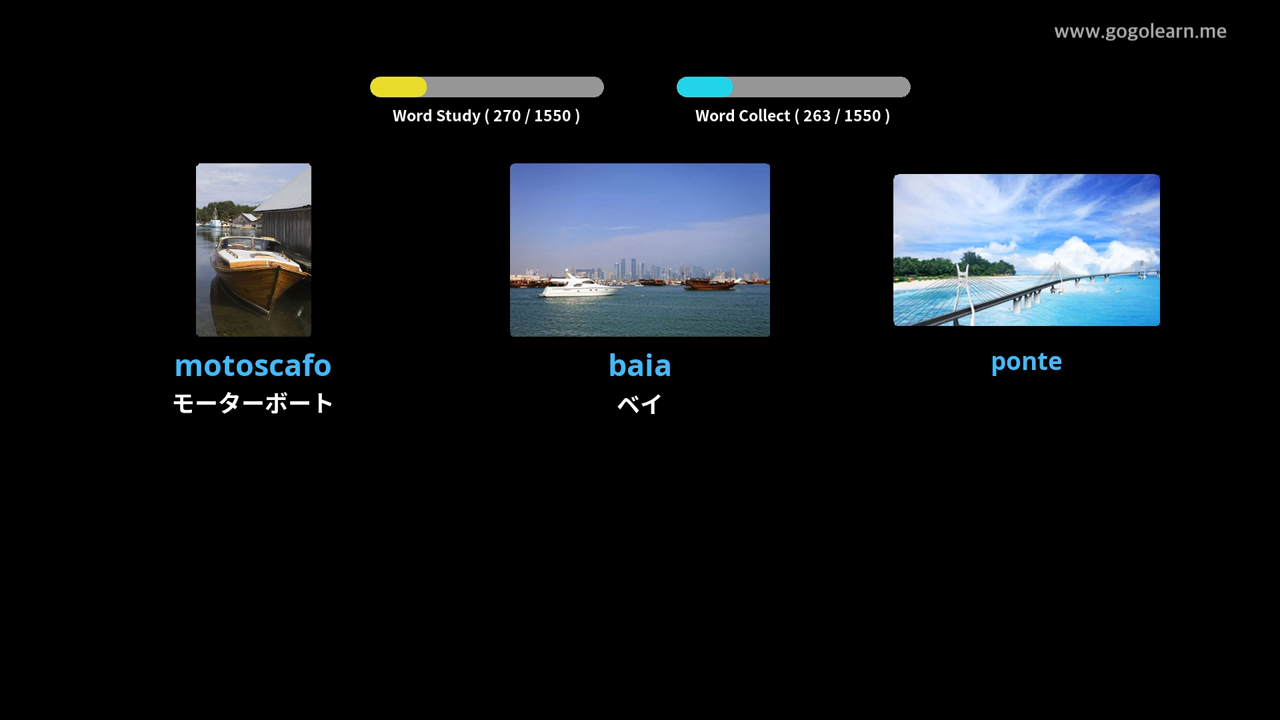 www.gogolearn.me
Word Study ( 270 / 1550 )
Word Collect ( 263 / 1550 )
motoscafo
モーターボート
baia
ベイ
ponte